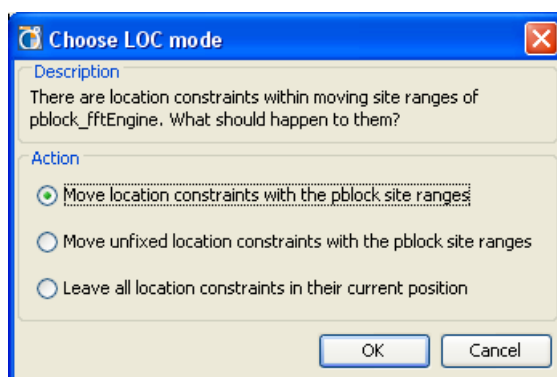 Choose LOC mode
Description
There are location constraints within moving site ranges of
pblock_fftEngine. What should happen to them?
Action
Move location constraints with the pblock site ranges
Move unfixed location constraints with the pblock site ranges
Leave all location constraints in their current position
OK
Cancel